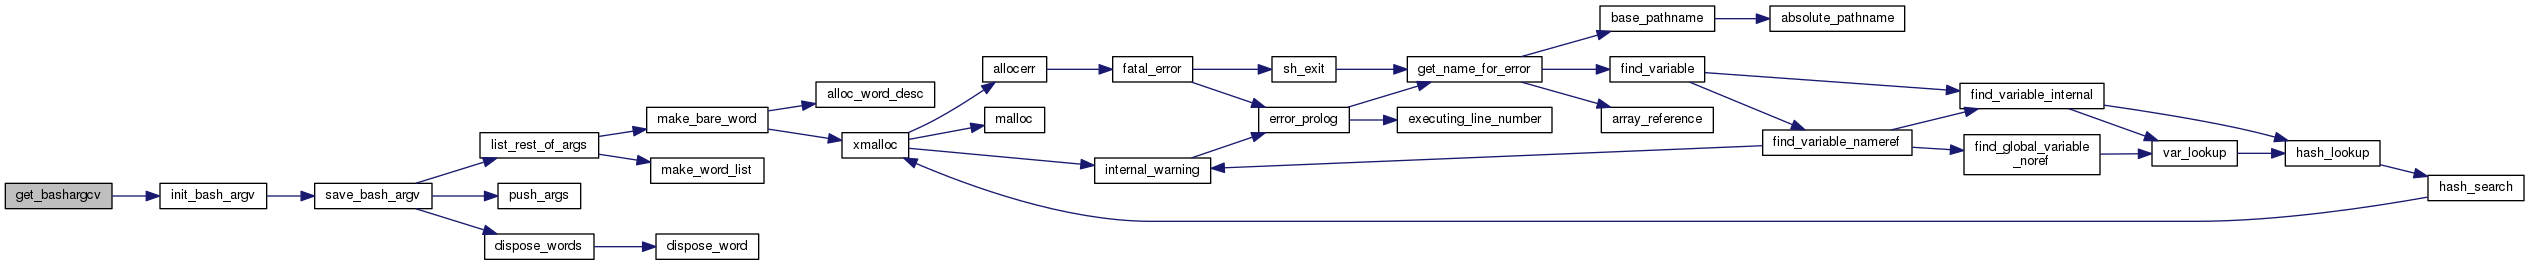 get_bashargcv
init_bash_argv
save_bash_argv
list_rest_of_args
push_args
dispose_words
make_bare_word
make_word_list
dispose_word
alloc_word_desc
xmalloc
allocerr
malloc
internal_warning
fatal_error
sh_exit
error_prolog
get_name_for_error
executing_line_number
base_pathname
find_variable
array_reference
absolute_pathname
find_variable_nameref
find_variable_internal
find_global_variable
_noref
var_lookup
hash_lookup
hash_search